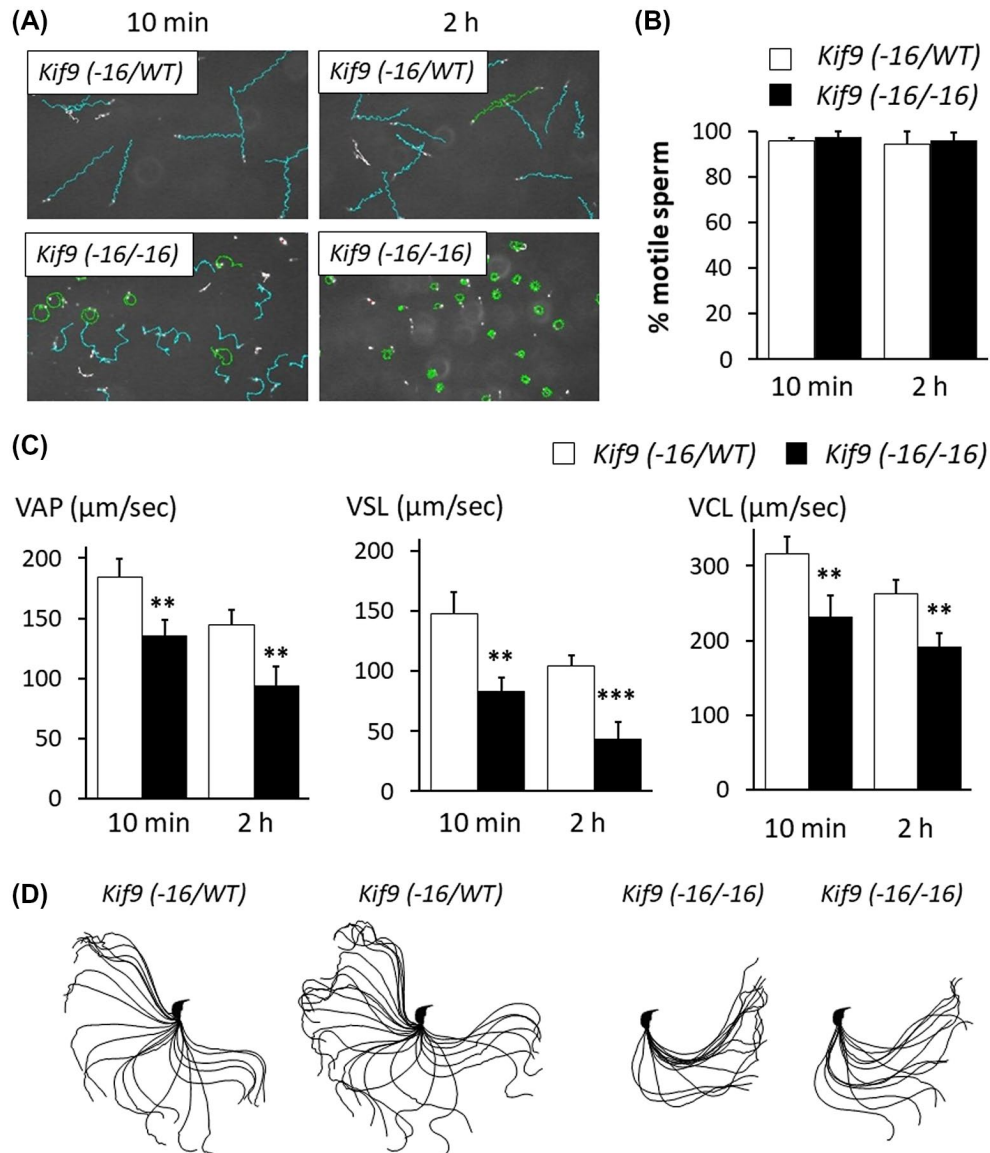 (A)
10 min
2 h
Kif9 (-16/WT)
Kif9 (-16/WT)
Kif9 (-16/-16)
Kif9 (-16/-16)
(B)
Kif9 (-16/WT)
Kif9 (-16/-16)
% motile sperm
100
80
60
40
20
0
10 min
2 h
(C)
Kif9 (-16/WT)
Kif9 (-16/-16)
VAP (µm/sec)
200
150
100
50
0
**
**
10 min
2 h
VSL (µm/sec)
200
150
100
50
0
**
***
10 min
2 h
VCL (µm/sec)
300
200
100
0
**
**
10 min
2 h
(D)
Kif9 (-16/WT)
Kif9 (-16/WT)
Kif9 (-16/-16)
Kif9 (-16/-16)